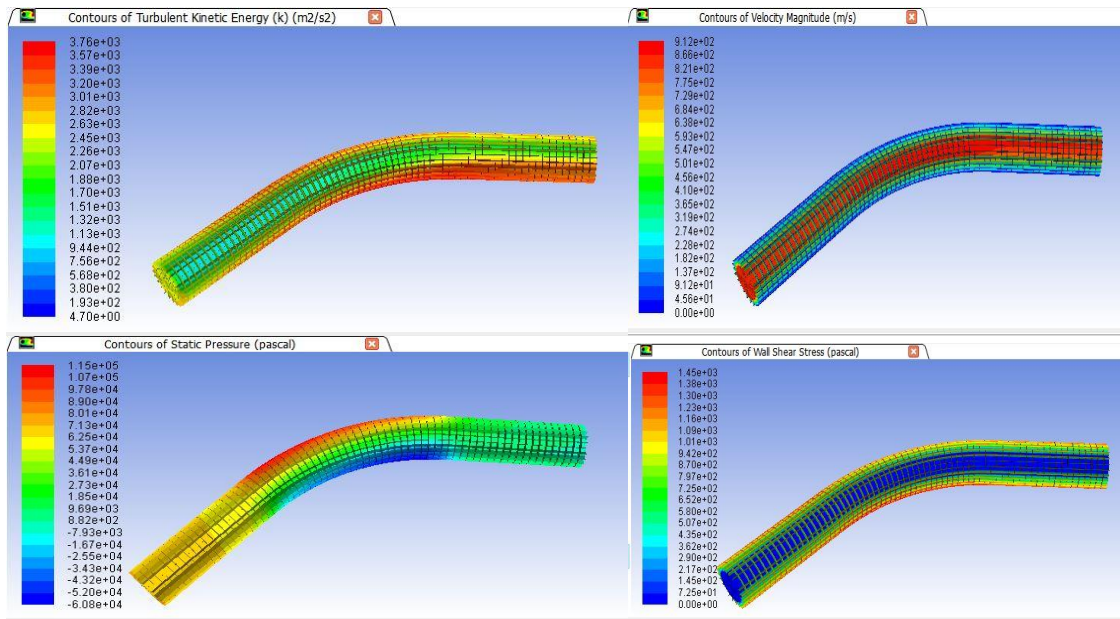 Contours of Turbulent Kinetic Energy (k) (m2/s2)
3.76e+03
3.57e+03
3.39e+03
3.20e+03
3.01e+03
2.82e+03
2.63e+03
2.45e+03
2.26e+03
2.07e+03
1.88e+03
1.70e+03
1.51e+03
1.32e+03
1.13e+03
9.44e+02
7.56e+02
5.68e+02
3.80e+02
1.93e+02
4.70e+00
Contours of Velocity Magnitude (m/s)
9.12e+02
8.66e+02
8.21e+02
7.75e+02
7.29e+02
6.84e+02
6.38e+02
5.93e+02
5.47e+02
5.01e+02
4.56e+02
4.10e+02
3.65e+02
3.19e+02
2.74e+02
2.28e+02
1.82e+02
1.37e+02
9.12e+01
4.56e+01
0.00e+00
Contours of Static Pressure (pascal)
1.15e+05
1.07e+05
9.78e+04
8.90e+04
8.01e+04
7.13e+04
6.25e+04
5.37e+04
4.49e+04
3.61e+04
2.73e+04
1.85e+04
9.69e+03
8.82e+02
-7.93e+03
-1.67e+04
-2.55e+04
-3.43e+04
-4.32e+04
-5.20e+04
-6.08e+04
Contours of Wall Shear Stress (pascal)
1.45e+03
1.38e+03
1.30e+03
1.23e+03
1.16e+03
1.09e+03
1.01e+03
9.42e+02
8.70e+02
7.97e+02
7.25e+02
6.52e+02
5.80e+02
5.07e+02
4.35e+02
3.62e+02
2.90e+02
2.17e+02
1.45e+02
7.25e+01
0.00e+00